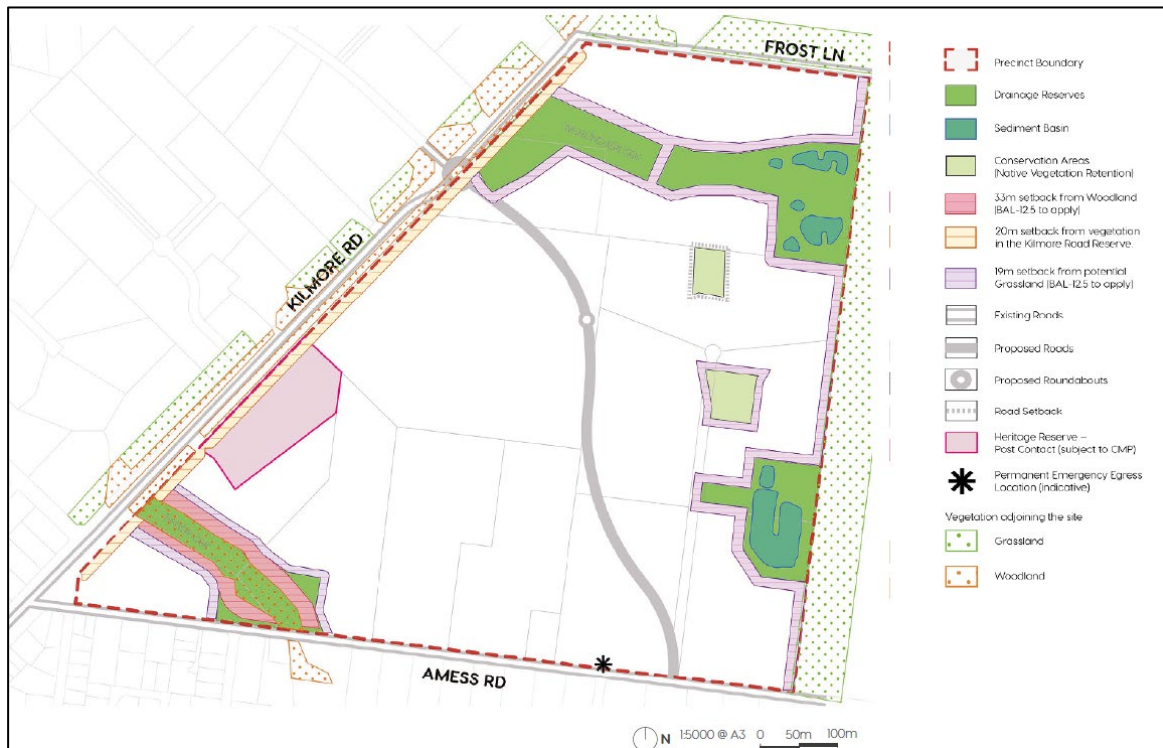 FROST LN
KILMORE RD
AMESS RD
Precinct Boundary
Drainage Reserves
Sediment Basin
Conservation Areas
(Native Vegetation Retention)
33m setback from Woodland
(BAL-12.5 to apply)
20m setback from vegetation
in the Kilmore Road Reserve.
19m setback from potential
Grassland (BAL-12.5 to apply)
Existing Roads
Proposed Roads
Proposed Roundabouts
Road Setback
Heritage Reserve –
Post Contact (subject to CMP)
Permanent Emergency Egress
Location (indicative)
Vegetation adjoining the site
Grassland
Woodland
N 1:5000 @ A3 0 50m 100m